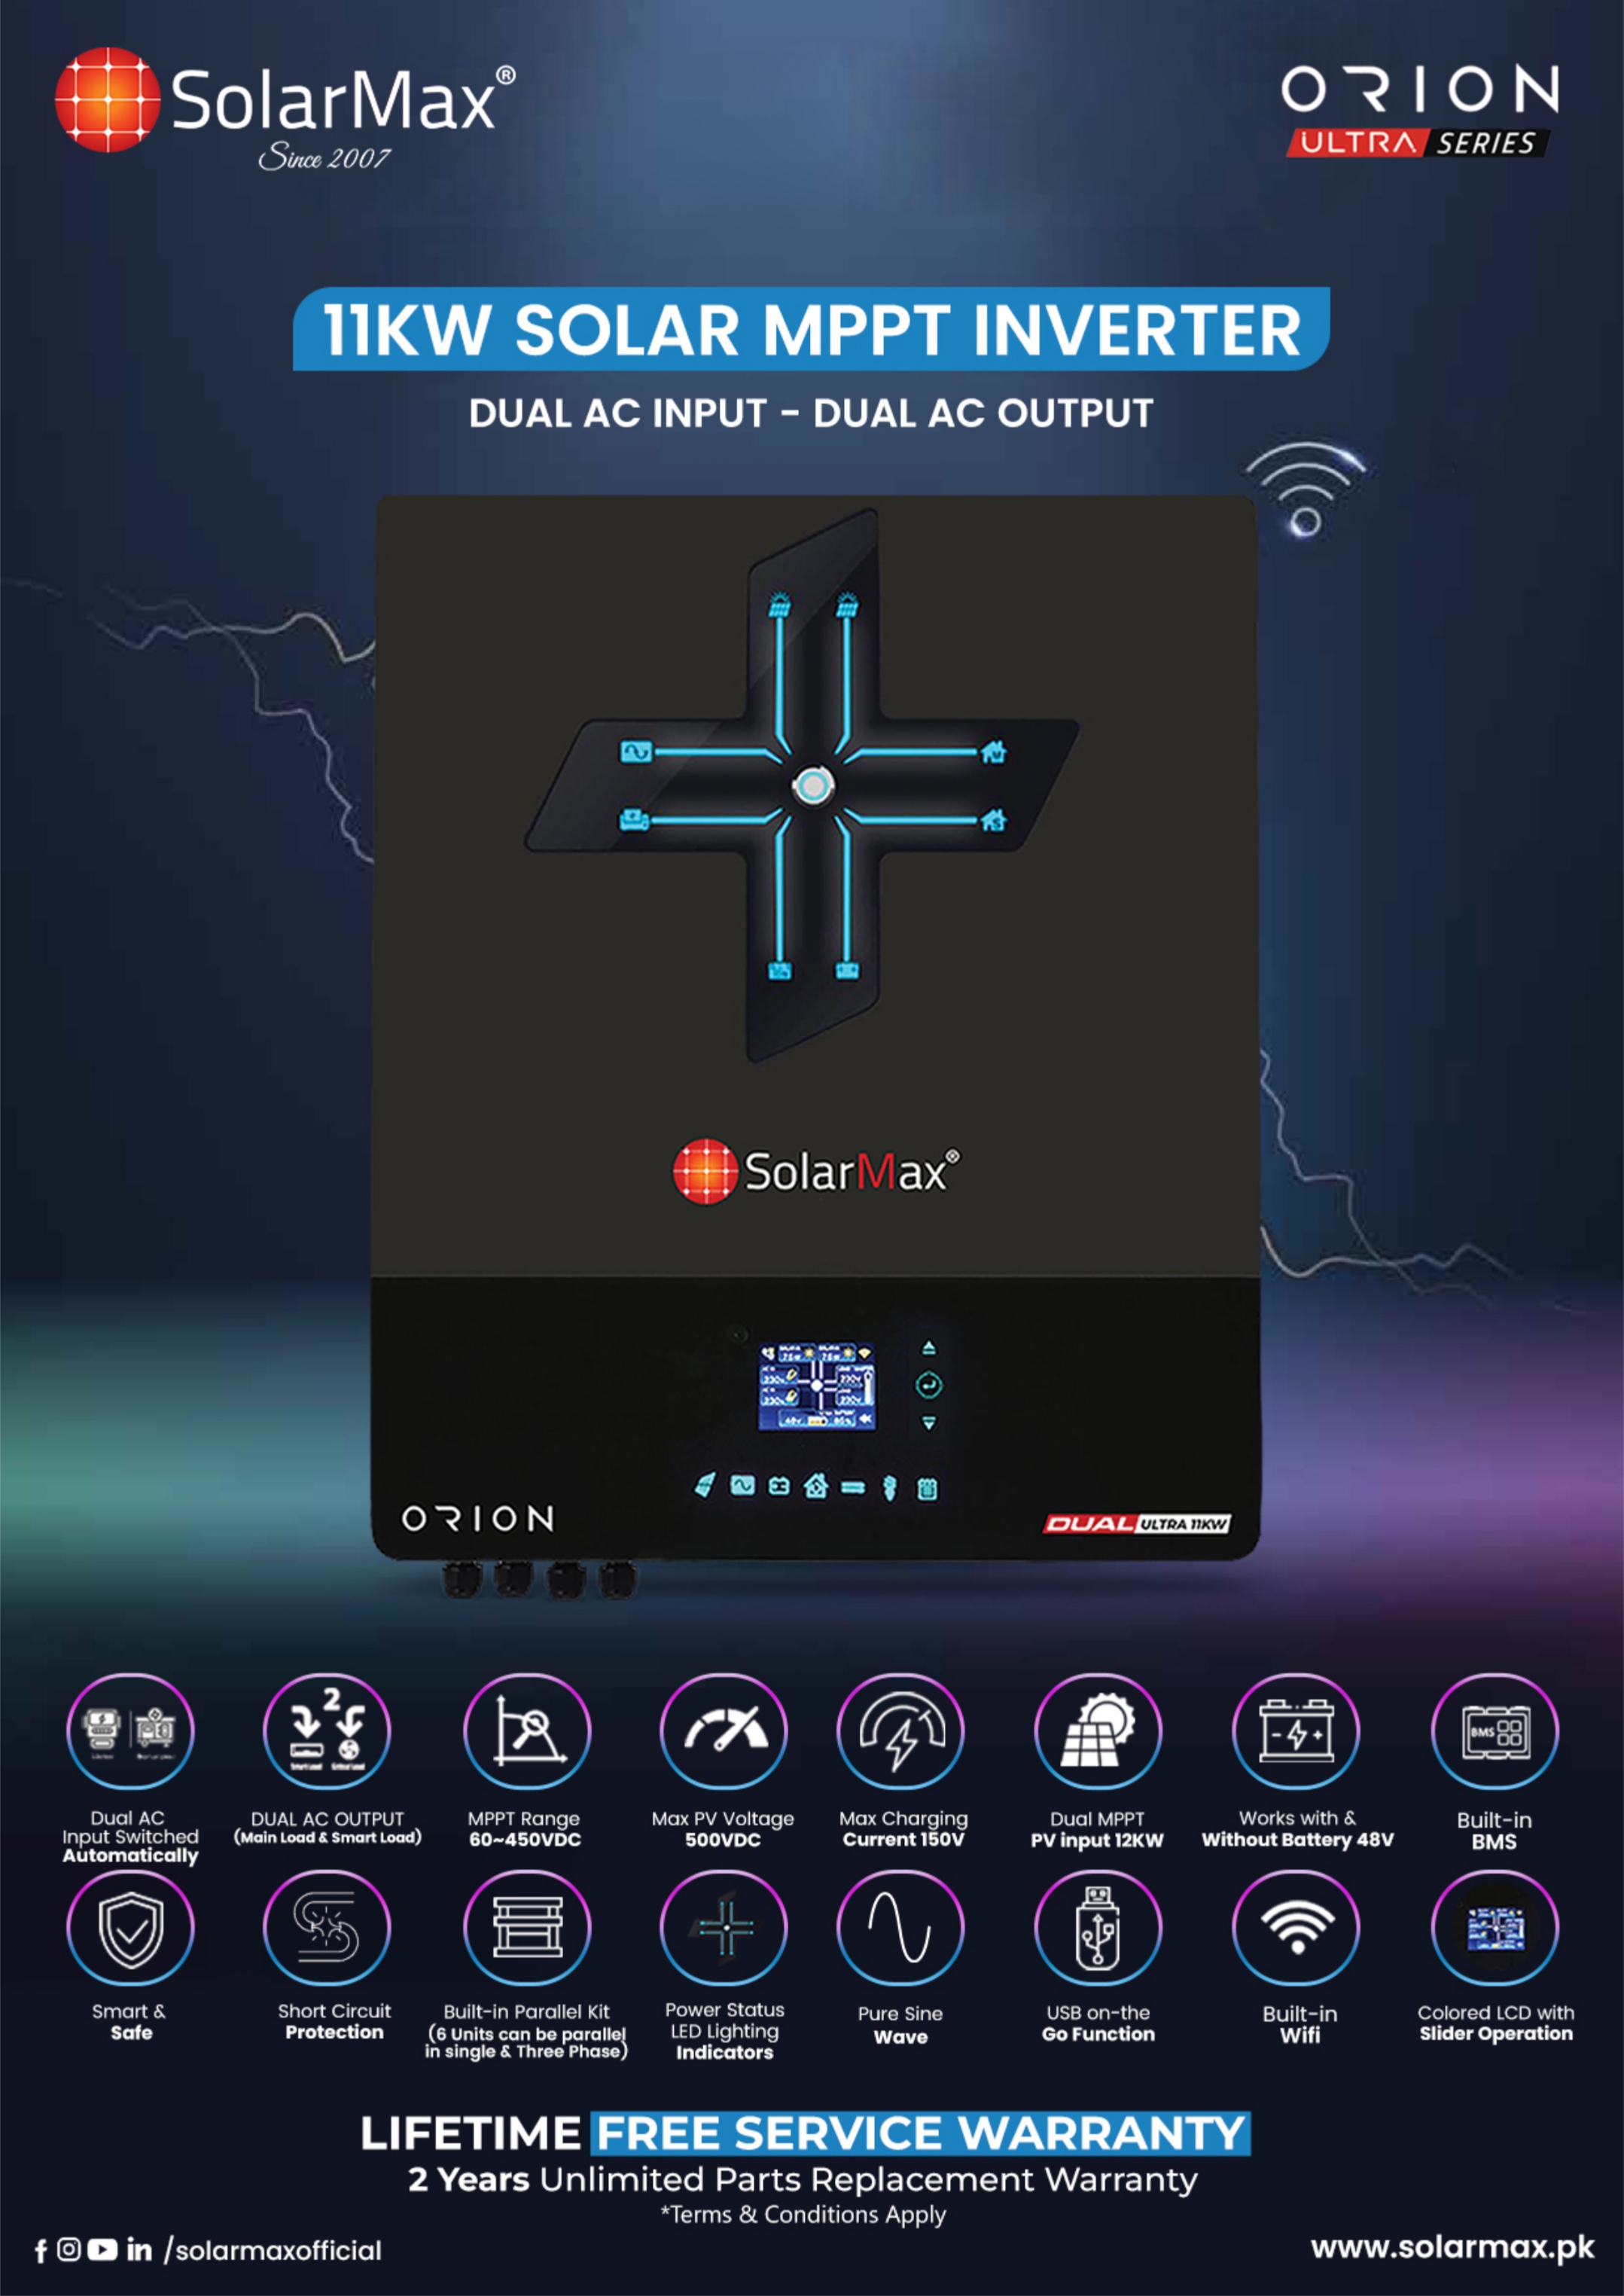 SolarMax®
Since 2007
ORION
ULTRA SERIES
11KW SOLAR MPPT INVERTER
DUAL AC INPUT - DUAL AC OUTPUT
SolarMax®
ORION
DUAL ULTRA 11KW
Dual AC
Input Switched
Automatically
DUAL AC OUTPUT
(Main Load & Smart Load)
MPPT Range
60~450VDC
Max PV Voltage
500VDC
Max Charging
Current 150V
Dual MPPT
PV input 12KW
Works with &
Without Battery 48V
BMS
Built-in
BMS
2
Smart &
Safe
Short Circuit
Protection
Built-in Parallel Kit
(6 Units can be parallel
in single & Three Phase)
Power Status
LED Lighting
Indicators
Pure Sine
Wave
USB on-the
Go Function
Built-in
Wifi
Colored LCD with
Slider Operation
LIFETIME FREE SERVICE WARRANTY
2 Years Unlimited Parts Replacement Warranty
*Terms & Conditions Apply
/solarmaxofficial
www.solarmax.pk